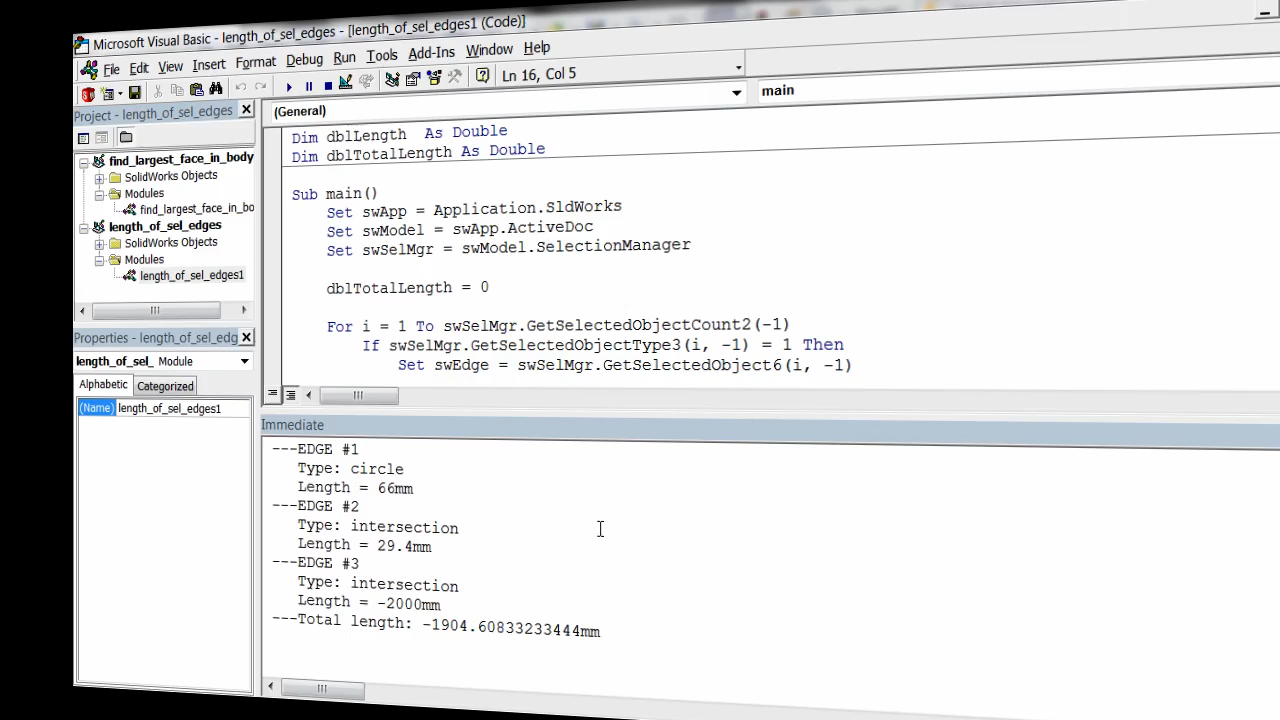 Microsoft Visual Basic - length_of_sel_edges - [length_of_sel_edges1 (Code)]
File Edit View Insert Format Debug Run Tools Add-Ins Window Help
Ln 16, Col 5
Project - length_of_sel_edges
(General)
main
find_largest_face_in_body
SolidWorks Objects
Modules
find_largest_face_in_bo
length_of_sel_edges
SolidWorks Objects
Modules
length_of_sel_edges1
Properties - length_of_sel_edg
length_of_sel_ Module
Alphabetic Categorized
(Name) length_of_sel_edges1
Dim dblLength As Double
Dim dblTotalLength As Double
Sub main()
Set swApp = Application.SldWorks
Set swModel = swApp.ActiveDoc
Set swSelMgr = swModel.SelectionManager
dblTotalLength = 0
For i = 1 To swSelMgr.GetSelectedObjectCount2(-1)
If swSelMgr.GetSelectedObjectType3(i, -1) = 1 Then
Set swEdge = swSelMgr.GetSelectedObject6(i, -1)
Immediate
---EDGE #1
Type: circle
Length = 66mm
---EDGE #2
Type: intersection
Length = 29.4mm
---EDGE #3
Type: intersection
Length = -2000mm
---Total length: -1904.60833233444mm